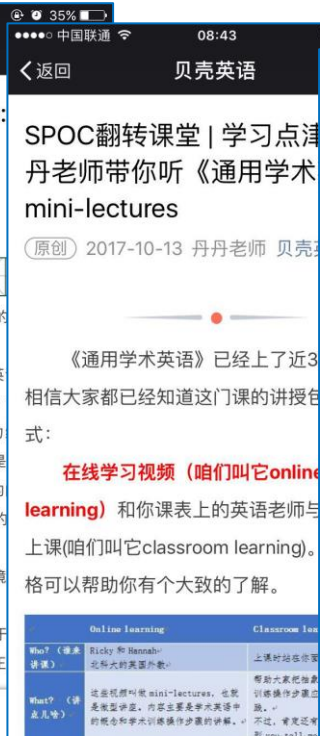 35%
中国联通 08:43
返回 贝壳英语
SPOC翻转课堂 | 学习点津
丹老师带你听《通用学术
mini-lectures
原创 2017-10-13 丹丹老师 贝壳
《通用学术英语》已经上了近3
相信大家都已经知道这门课的讲授包
式：
在线学习视频（咱们叫它online
learning）和你课表上的英语老师与
上课(咱们叫它classroom learning)。
格可以帮助你有个大致的了解。
Online learning Classroom lea
Who? （谁来
讲课）
Ricky 和 Hannah
北科大的英国外教
上课时站在你面
What? （讲
点儿啥）
这些视频叫做 mini-lectures，也就
是微型讲座。内容主要是学术英语中
的概念和学术训练操作步骤的讲解。
帮助大家把抽象
训练操作步骤应
不过，肯定还有